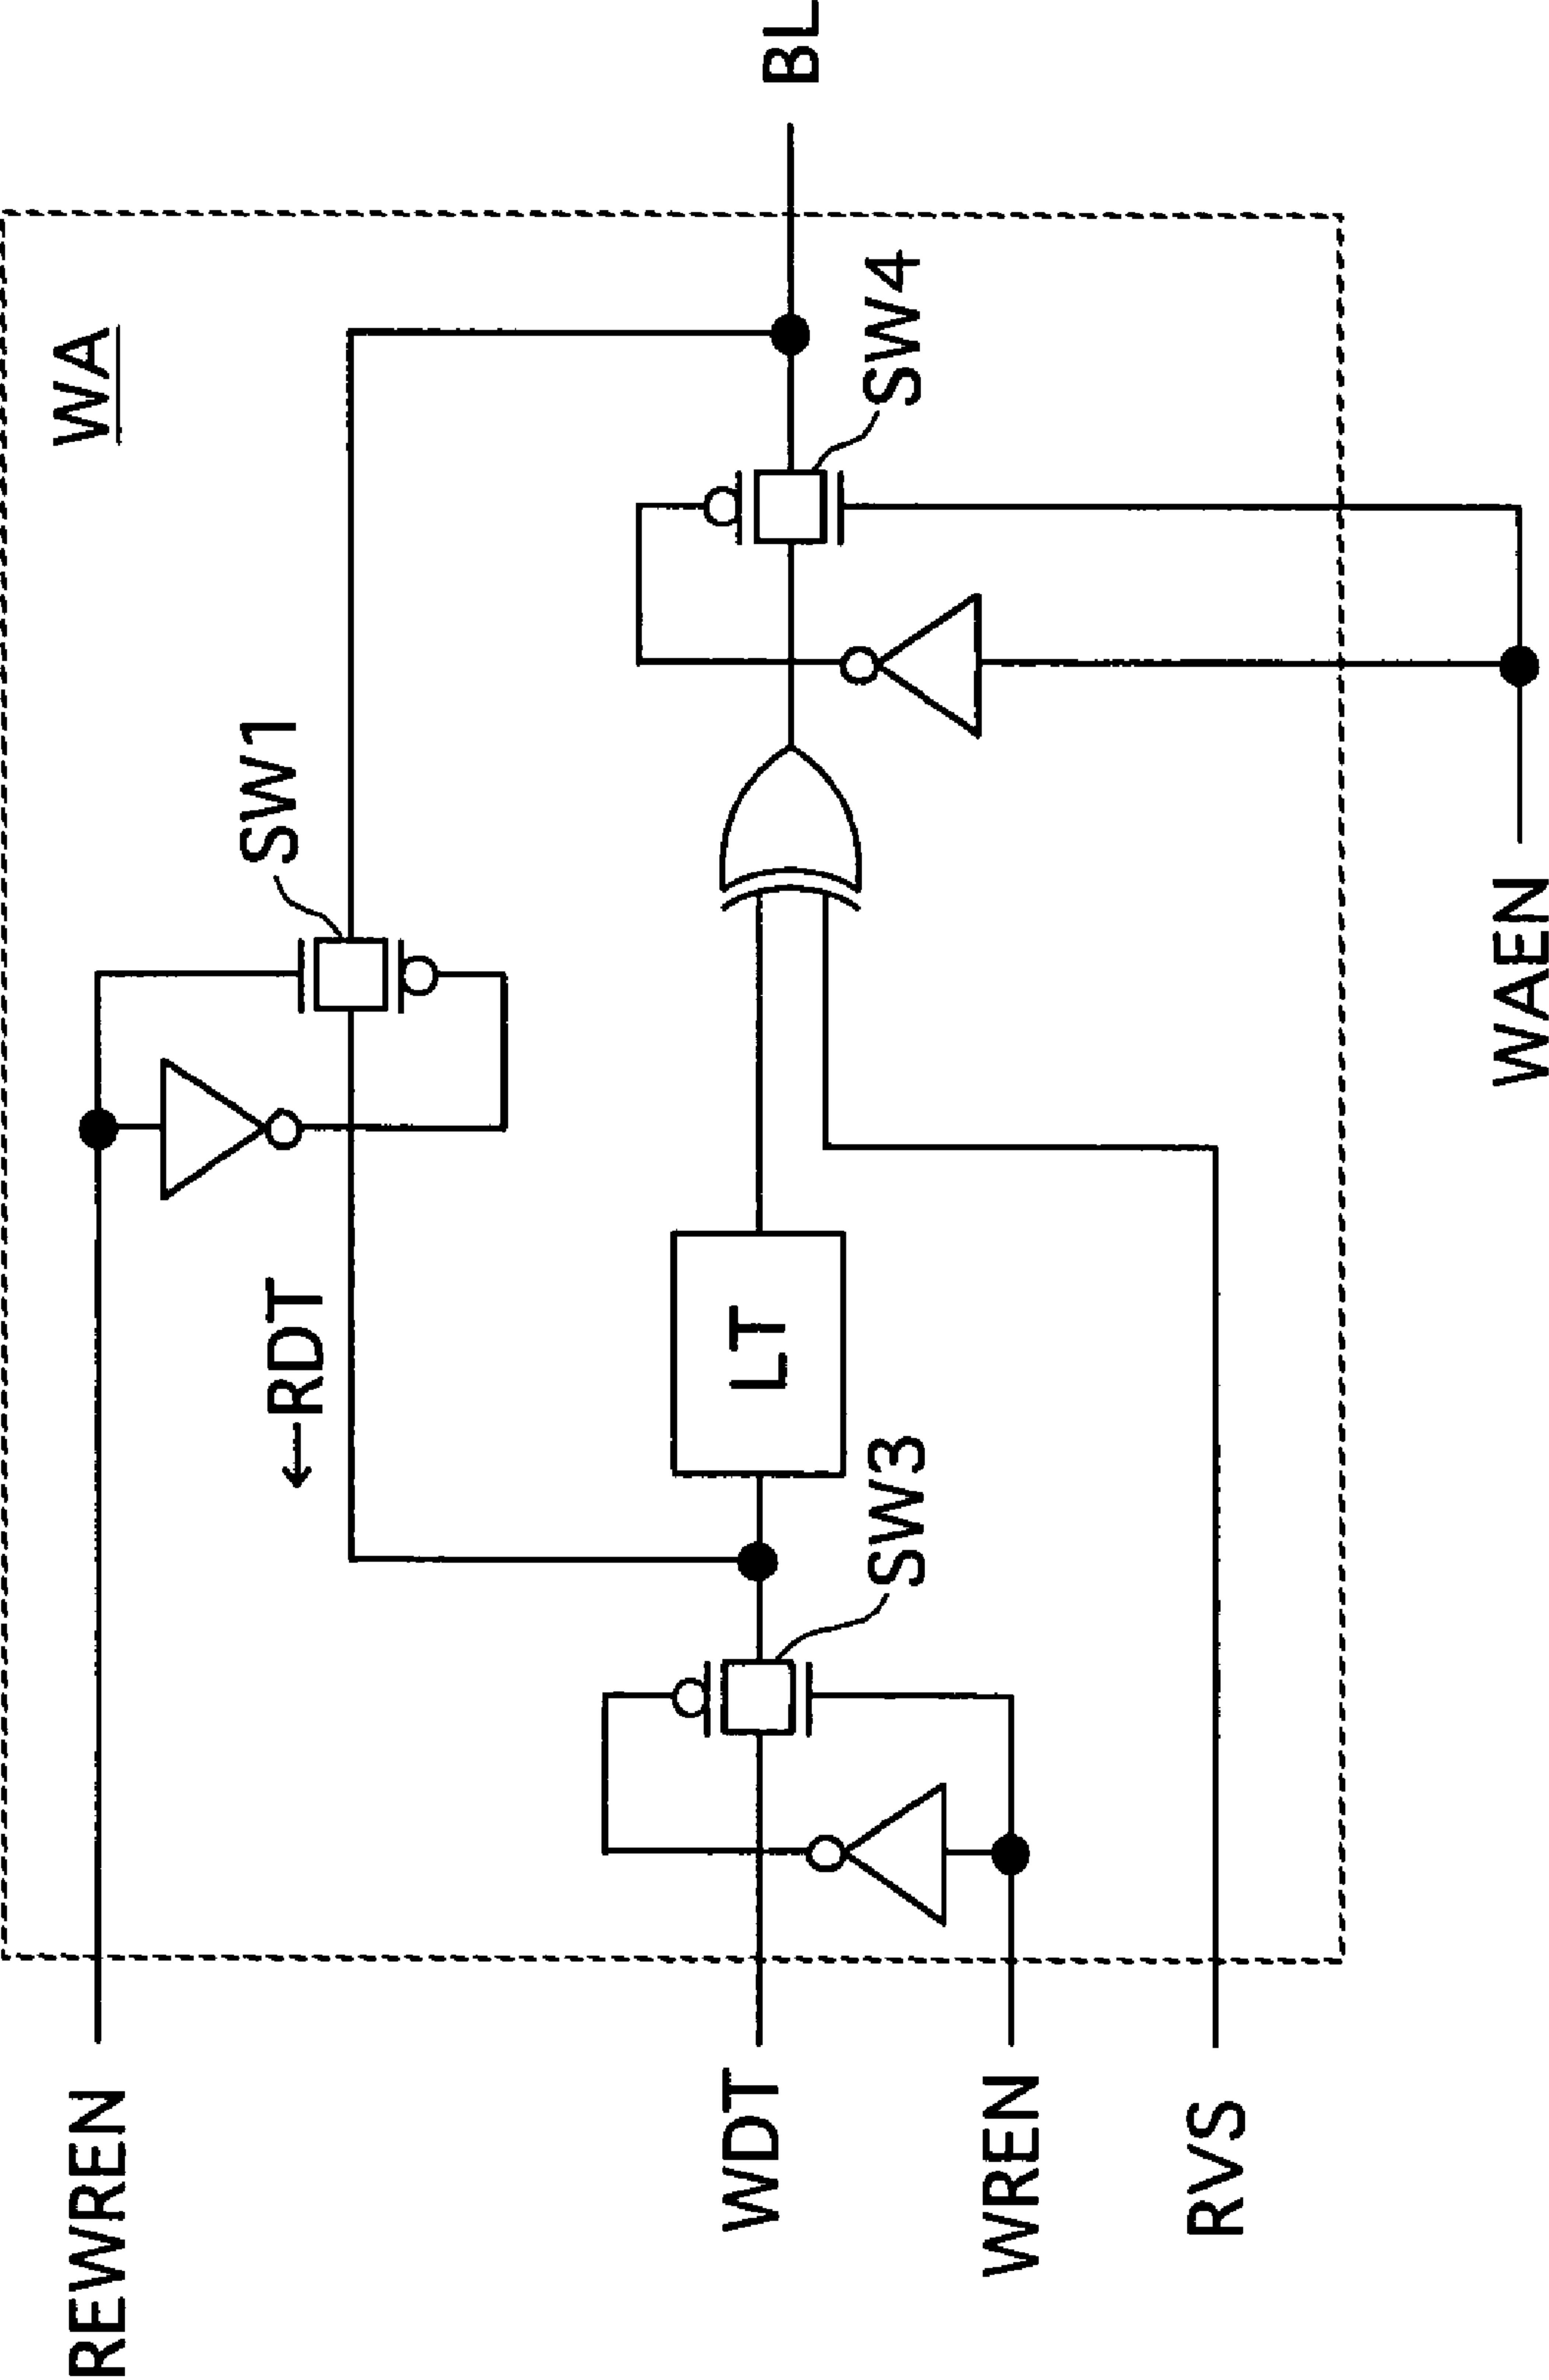 WA
BL
SW1
SW4
←RDT
LT
SW3
REWREN
WDT
WREN
RVS
WAEN